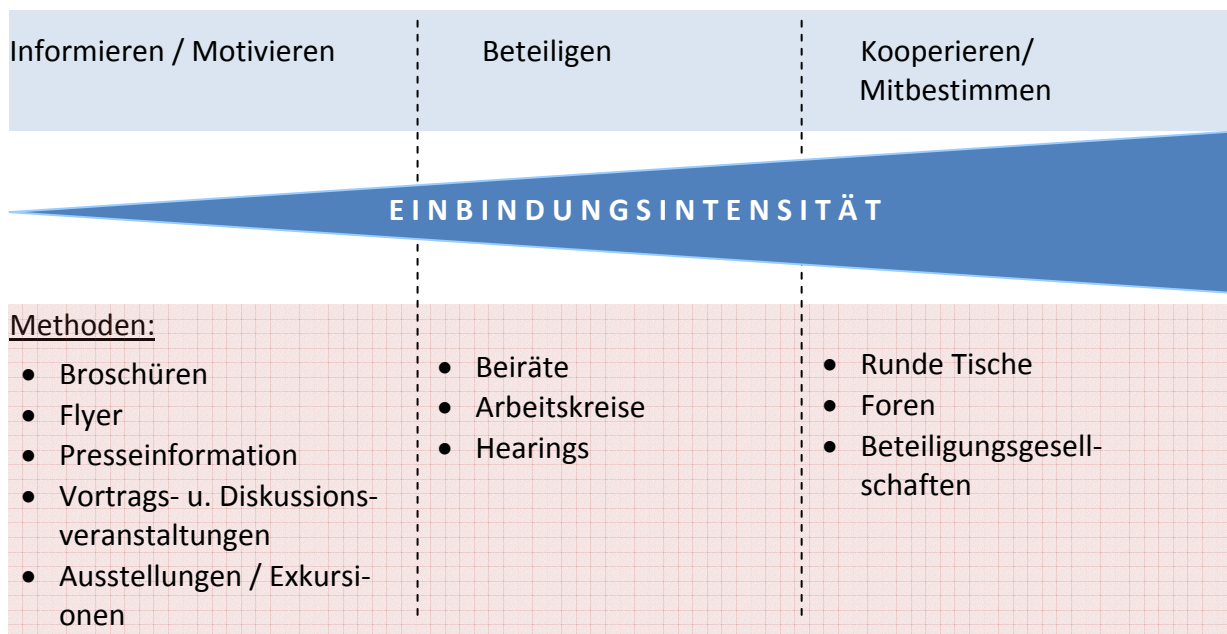 Informieren / Motivieren
Beteiligen
Kooperieren/
Mitbestimmen
EINBINDUNGSINTENSITÄT
Methoden:
• Broschüren
• Flyer
• Presseinformation
• Vortrags- u. Diskussions-
veranstaltungen
• Ausstellungen / Exkursi-
onen
• Beiräte
• Arbeitskreise
• Hearings
• Runde Tische
• Foren
• Beteiligungsgesell-
schaften